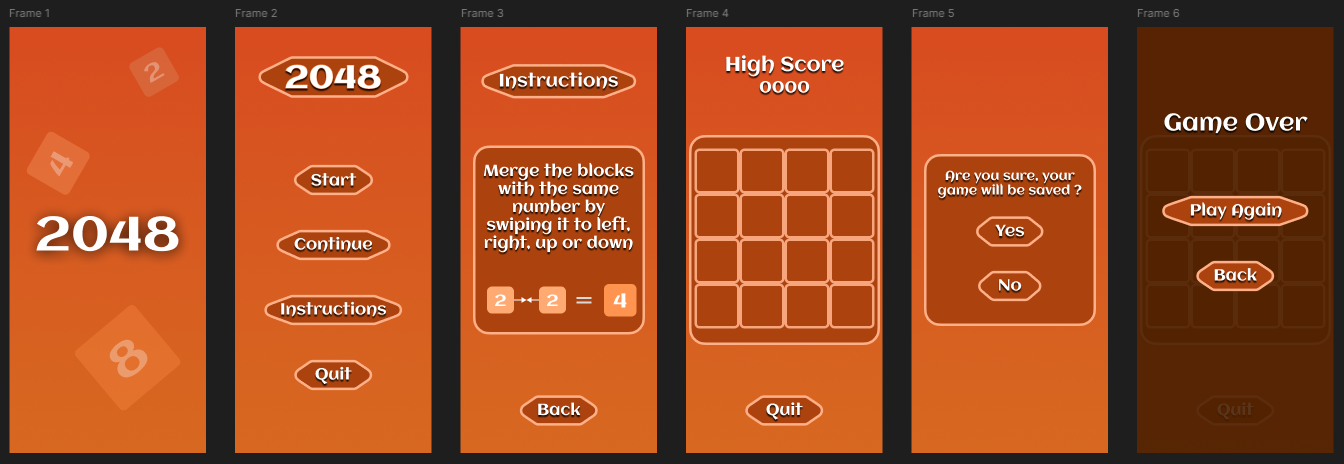 Frame 1
2
4
2048
8
Frame 2
2048
Start
Continue
Instructions
Quit
Frame 3
Instructions
Merge the blocks
with the same
number by
swiping it to left,
right, up or down
2 2 = 4
Back
Frame 4
High Score
0000
Quit
Frame 5
Are you sure, your
game will be saved ?
Yes
No
Frame 6
Game Over
Play Again
Back
Quit